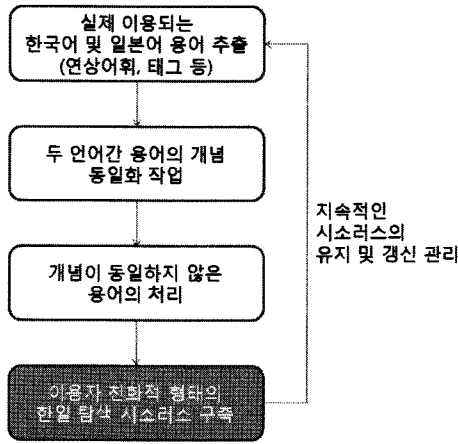 실제 이용되는
한국어 및 일본어 용어 추출
(연상어휘, 태그 등)
두 언어간 용어의 개념
동일화 작업
개념이 동일하지 않은
용어의 처리
이용자 친화적 형태의
한일 탐색 시소러스 구축
지속적인
시소러스의
유지 및 갱신 관리